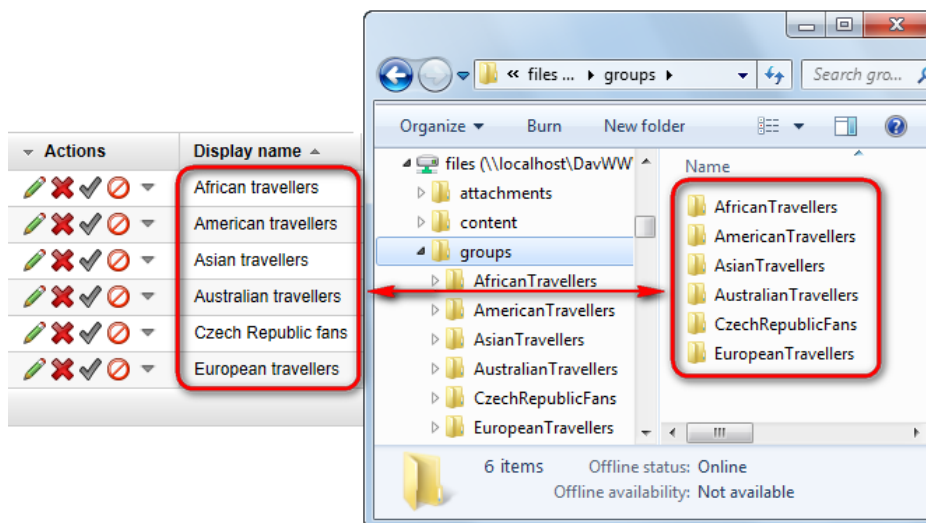 Actions
Display name
African travellers
American travellers
Asian travellers
Australian travellers
Czech Republic fans
European travellers
« files ... groups
Search gro...
Organize
Burn
New folder
files (\\localhost\DavWW
attachments
content
groups
AfricanTravellers
AmericanTravellers
AsianTravellers
AustralianTravellers
CzechRepublicFans
EuropeanTravellers
Name
AfricanTravellers
AmericanTravellers
AsianTravellers
AustralianTravellers
CzechRepublicFans
EuropeanTravellers
6 items
Offline status: Online
Offline availability: Not available